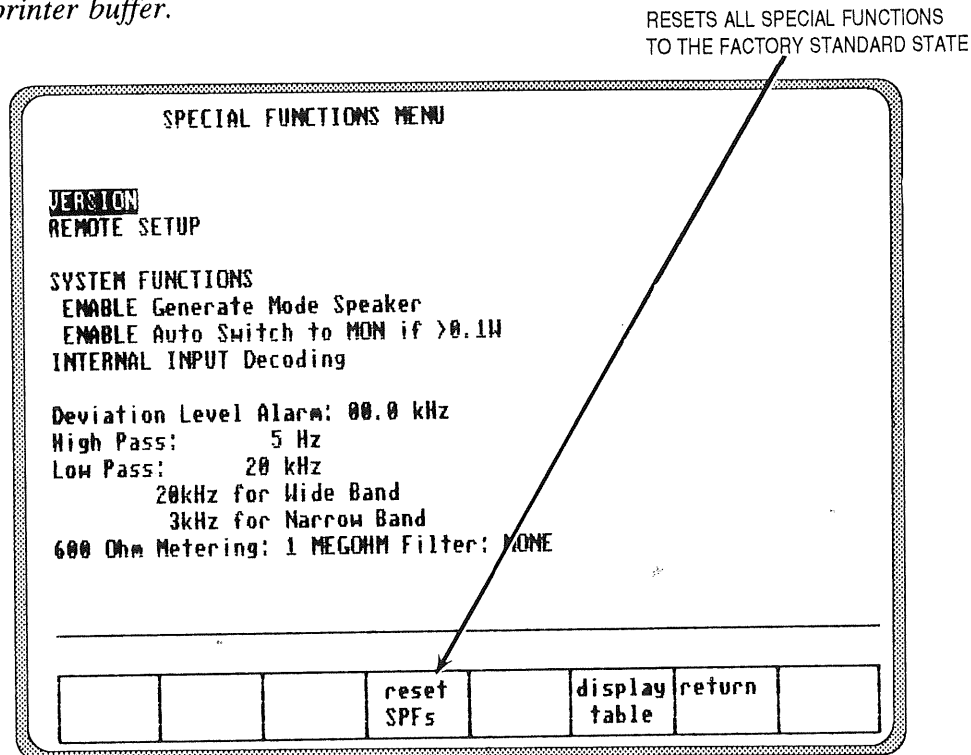 printer buffer.
RESETS ALL SPECIAL FUNCTIONS
TO THE FACTORY STANDARD STATE
SPECIAL FUNCTIONS MENU
VERSION
REMOTE SETUP
SYSTEM FUNCTIONS
ENABLE Generate Mode Speaker
ENABLE Auto Switch to MON if >0.1W
INTERNAL INPUT Decoding
Deviation Level Alarm: 00.0 kHz
High Pass: 5 Hz
Low Pass: 20 kHz
20kHz for Wide Band
3kHz for Narrow Band
600 Ohm Metering: 1 MEGOHM Filter: NONE
reset display return
SPFs table